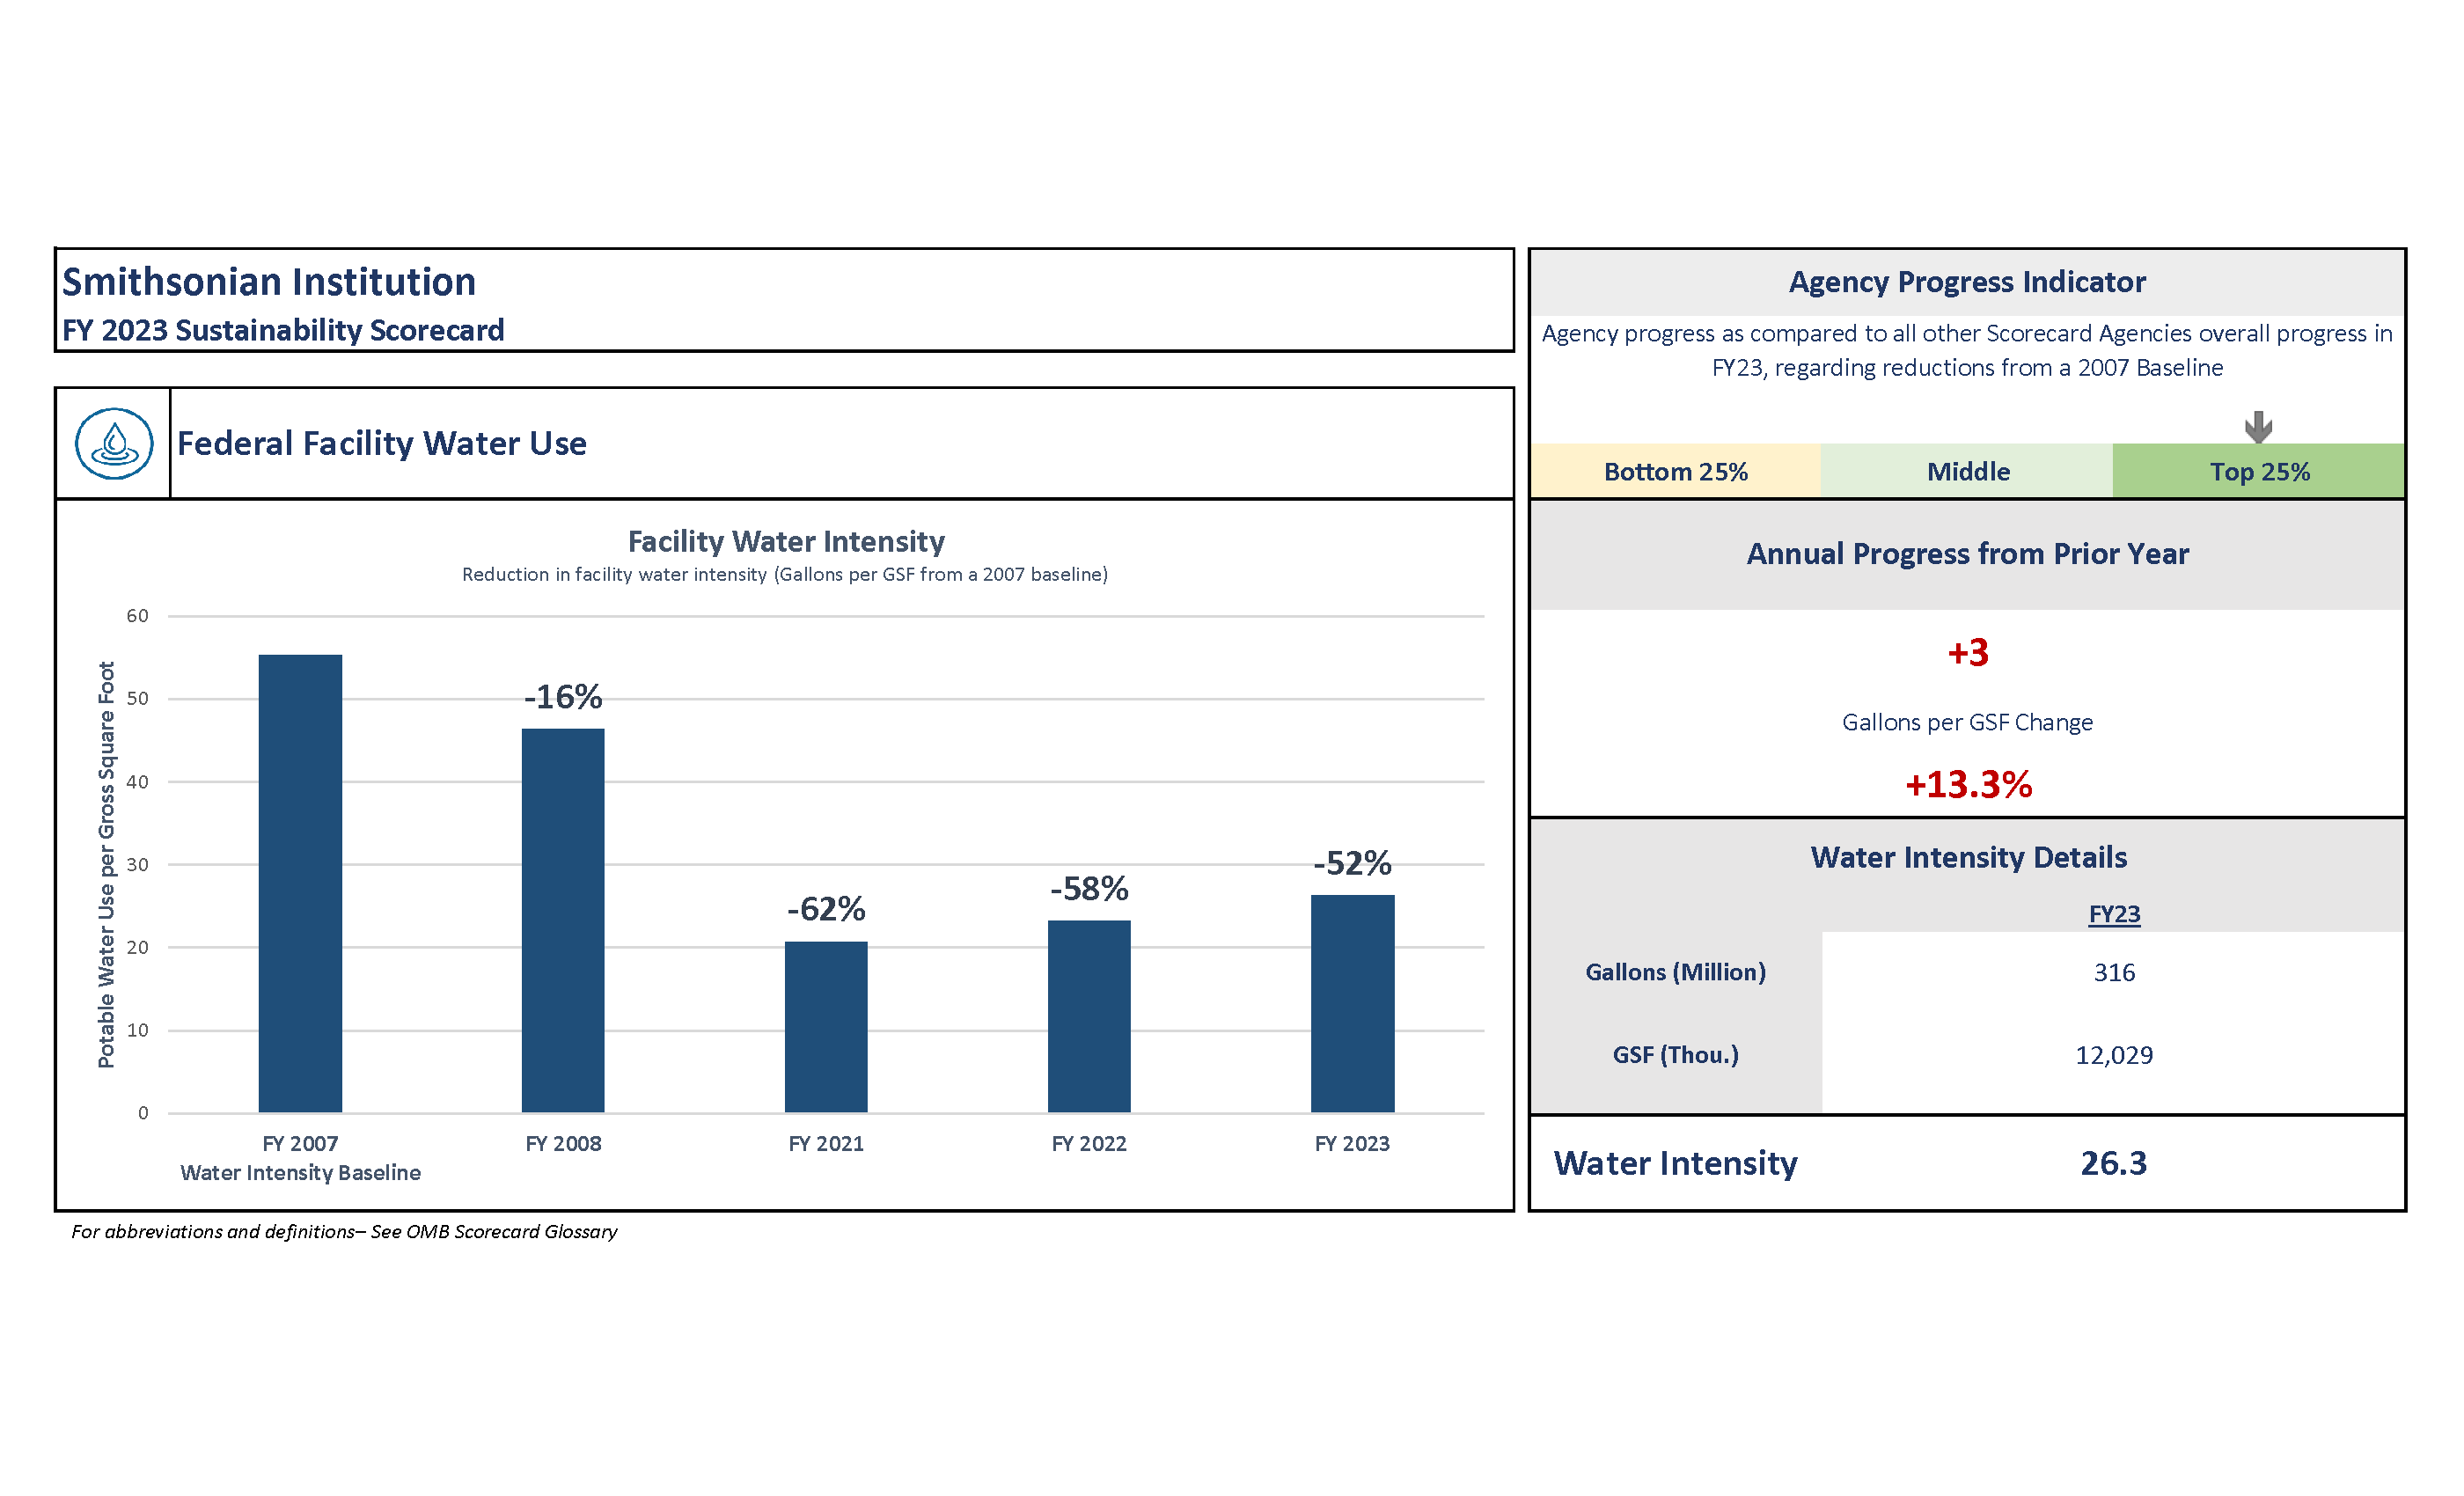 Smithsonian Institution
FY 2023 Sustainability Scorecard
Federal Facility Water Use
Facility Water Intensity
Reduction in facility water intensity (Gallons per GSF from a 2007 baseline)
Potable Water Use per Gross Square Foot
60
50
40
30
20
10
0
-16%
-62%
-58%
-52%
FY 2007
Water Intensity Baseline
FY 2008
FY 2021
FY 2022
FY 2023
For abbreviations and definitions– See OMB Scorecard Glossary
Agency Progress Indicator
Agency progress as compared to all other Scorecard Agencies overall progress in
FY23, regarding reductions from a 2007 Baseline
Bottom 25%
Middle
Top 25%
Annual Progress from Prior Year
+3
Gallons per GSF Change
+13.3%
Water Intensity Details
FY23
Gallons (Million) 316
GSF (Thou.) 12,029
Water Intensity 26.3